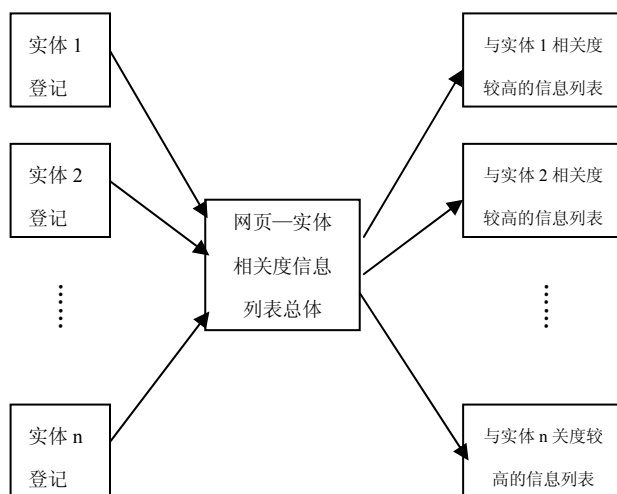 实体 1
登记
实体 2
登记
……
实体 n
登记
网页—实体
相关度信息
列表总体
与实体 1 相关度
较高的信息列表
与实体 2 相关度
较高的信息列表
……
与实体 n 关度较
高的信息列表